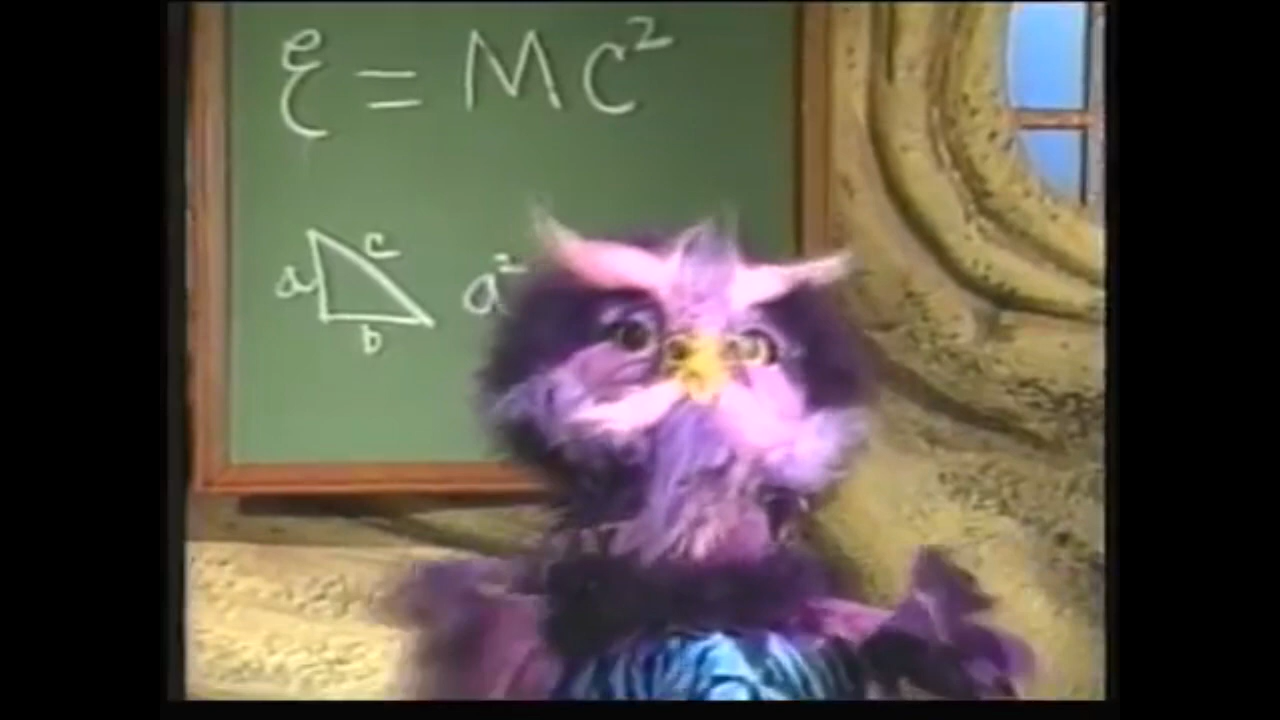 ξ = MC²
a c a²
b